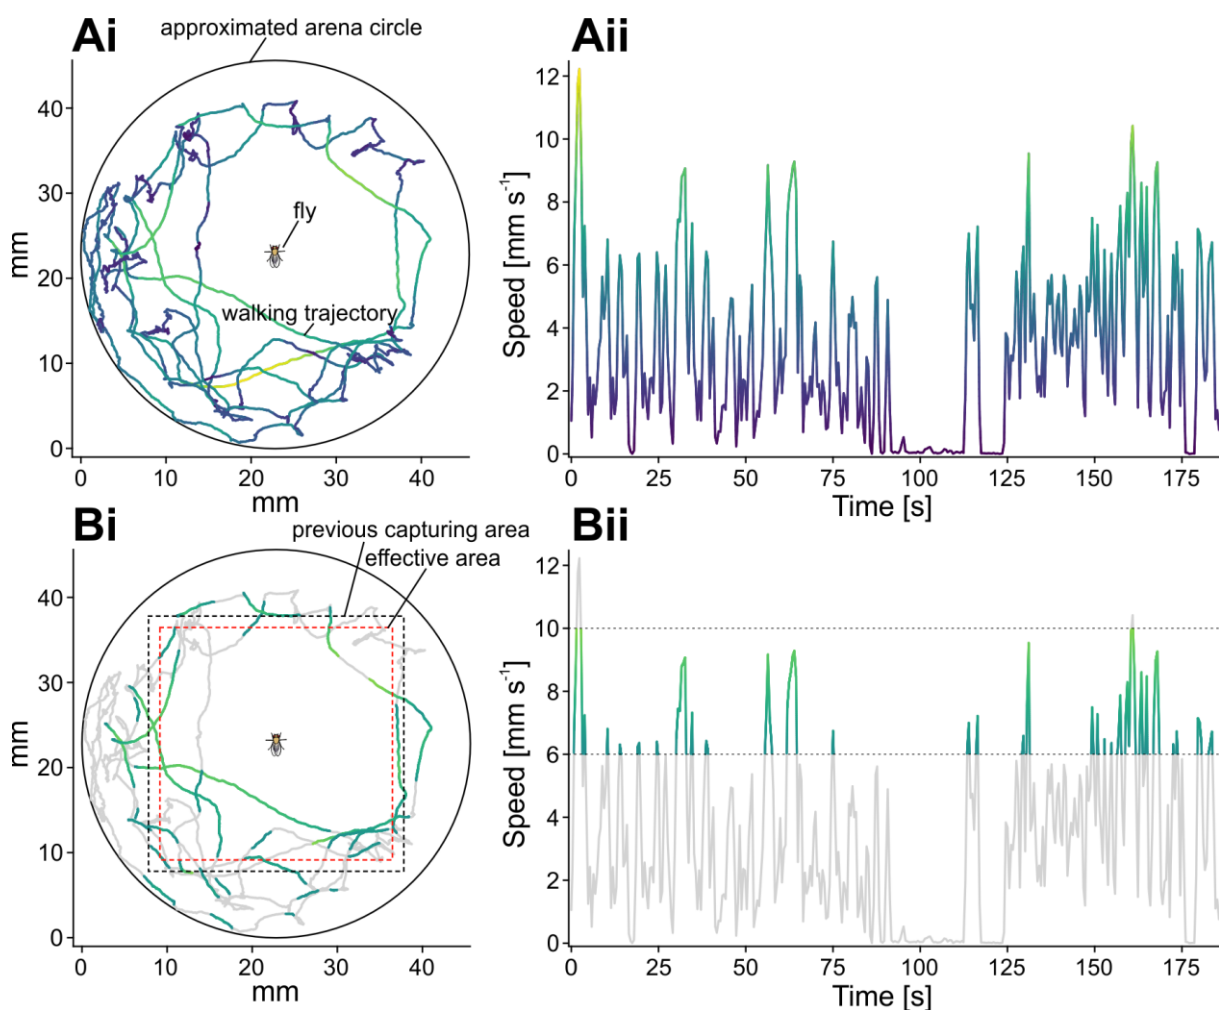 Ai
approximated arena circle
40
30
20
10
0
mm
fly
walking trajectory
0
10
20
30
40
mm
Aii
12
10
8
6
4
2
0
Speed [mm s⁻¹]
0
25
50
75
100
125
150
175
Time [s]
Bi
previous capturing area
effective area
40
30
20
10
0
mm
0
10
20
30
40
mm
Bii
12
10
8
6
4
2
0
Speed [mm s⁻¹]
0
25
50
75
100
125
150
175
Time [s]